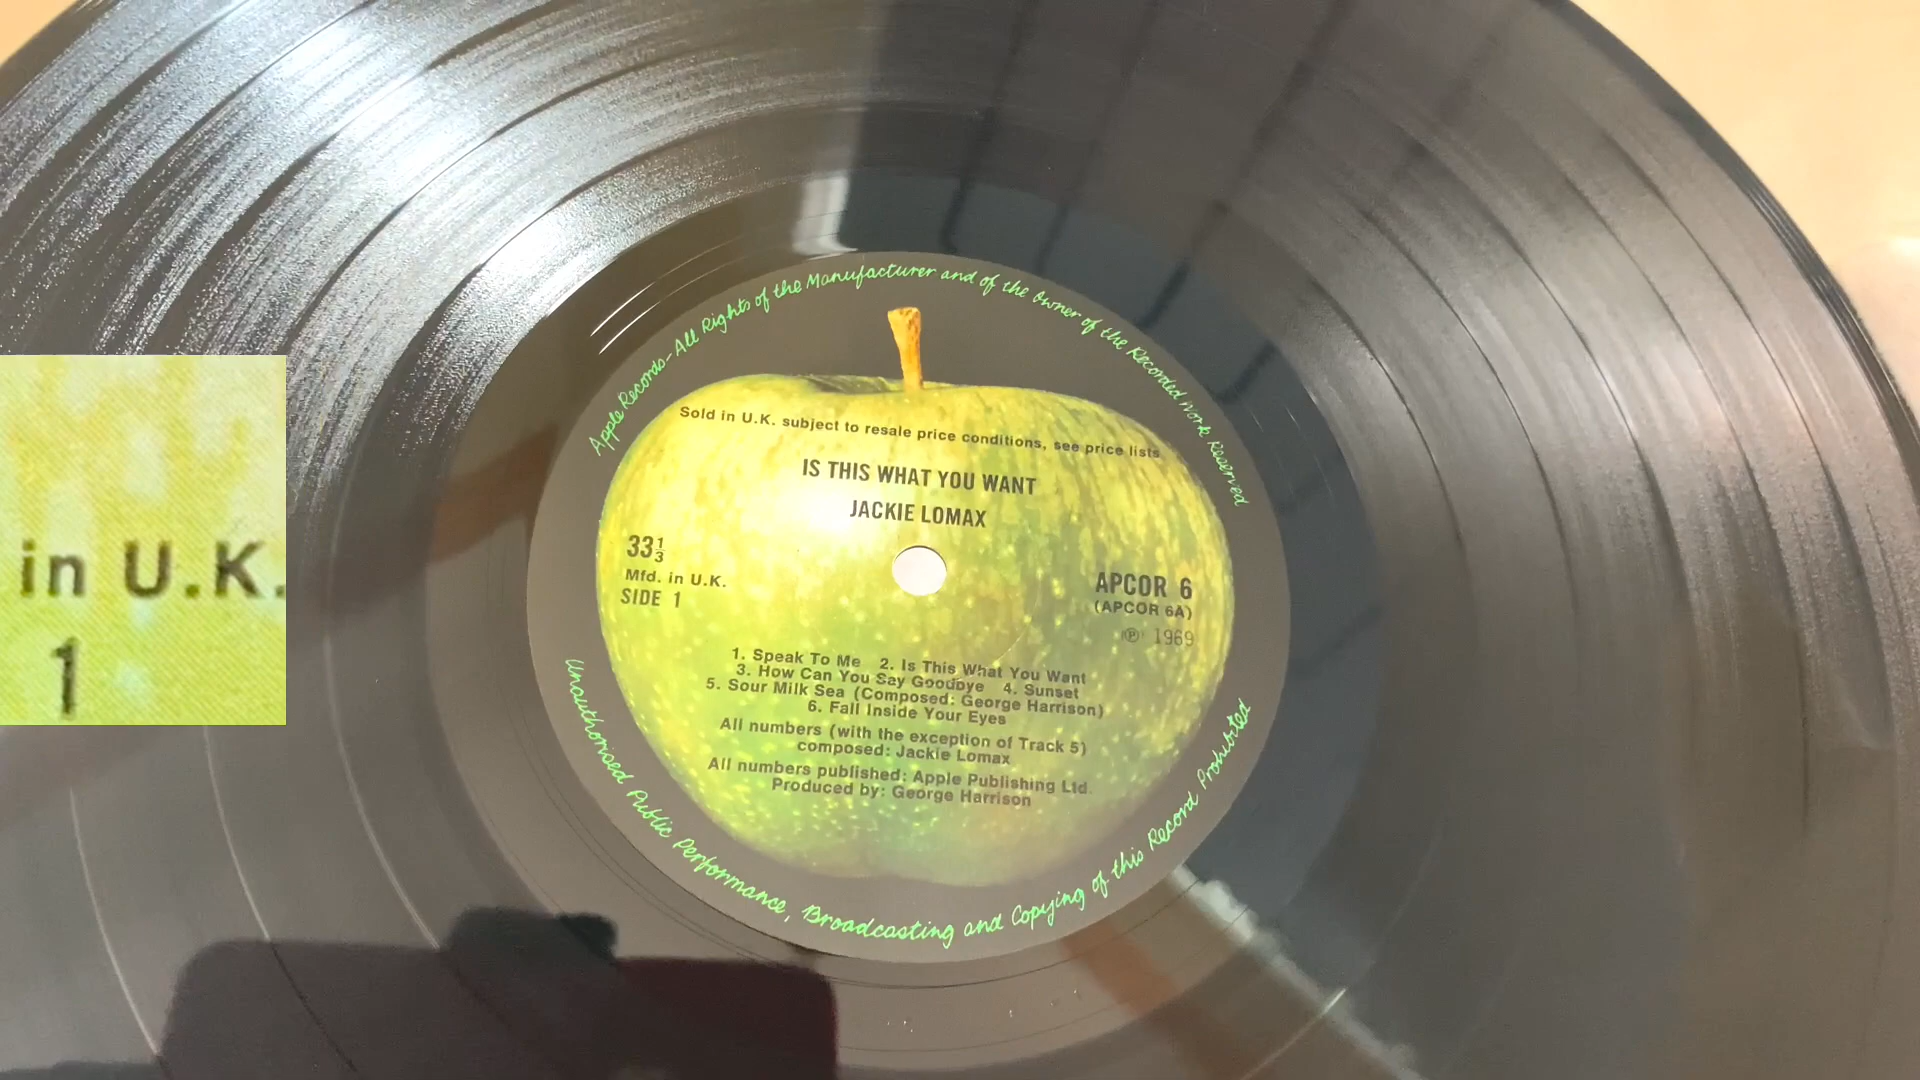 Apple Records-All Rights of the Manufacturer and of the Owner of the Recorded Work Reserved
Sold in U.K. subject to resale price conditions, see price lists
IS THIS WHAT YOU WANT
JACKIE LOMAX
33⅓
Mfd. in U.K.
SIDE 1
APCOR 6
(APCOR 6A)
℗ 1969
1. Speak To Me 2. Is This What You Want
3. How Can You Say Goodbye 4. Sunset
5. Sour Milk Sea (Composed: George Harrison)
6. Fall Inside Your Eyes
All numbers (with the exception of Track 5)
composed: Jackie Lomax
All numbers published: Apple Publishing Ltd.
Produced by: George Harrison
Unauthorised Public Performance, Broadcasting and Copying of this Record Prohibited
in U.K.
1